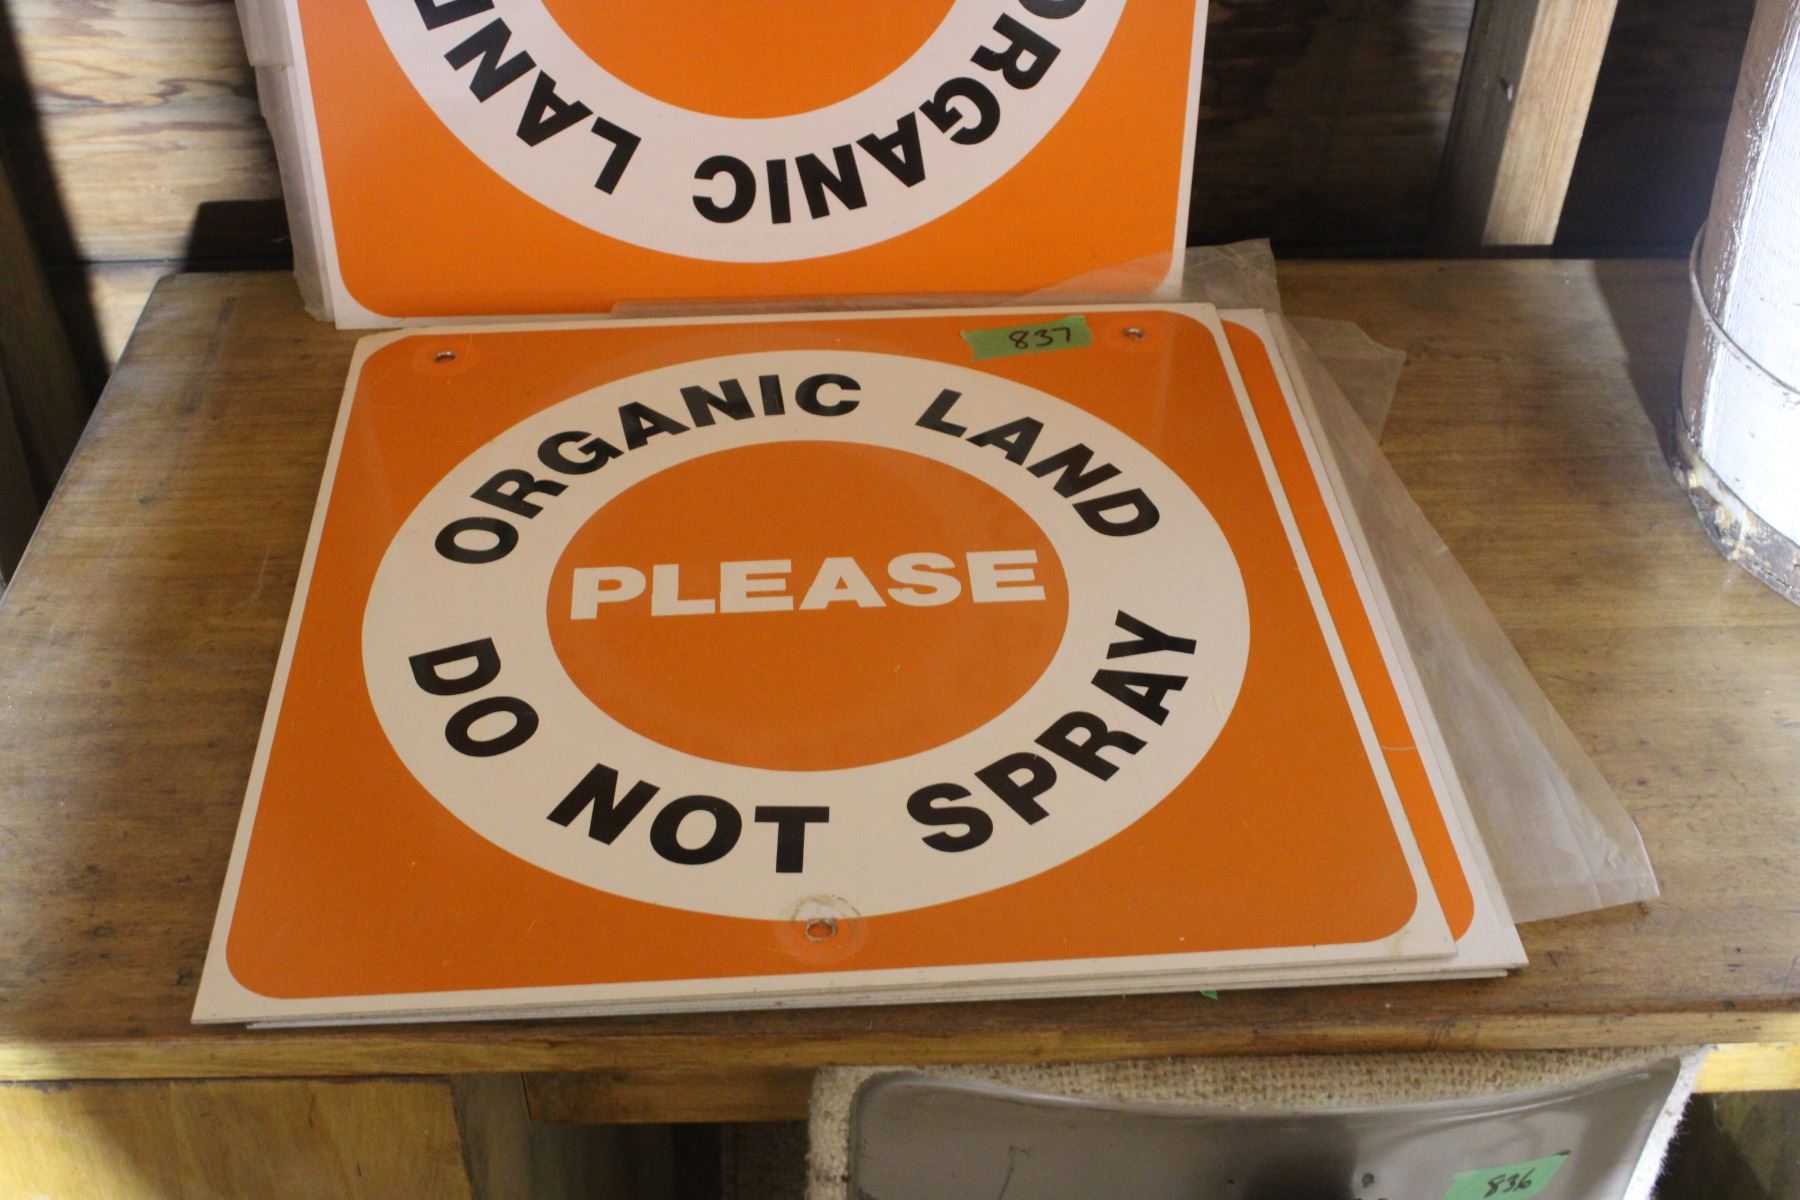 ORGANIC LAND
837
ORGANIC LAND
PLEASE
DO NOT SPRAY
836